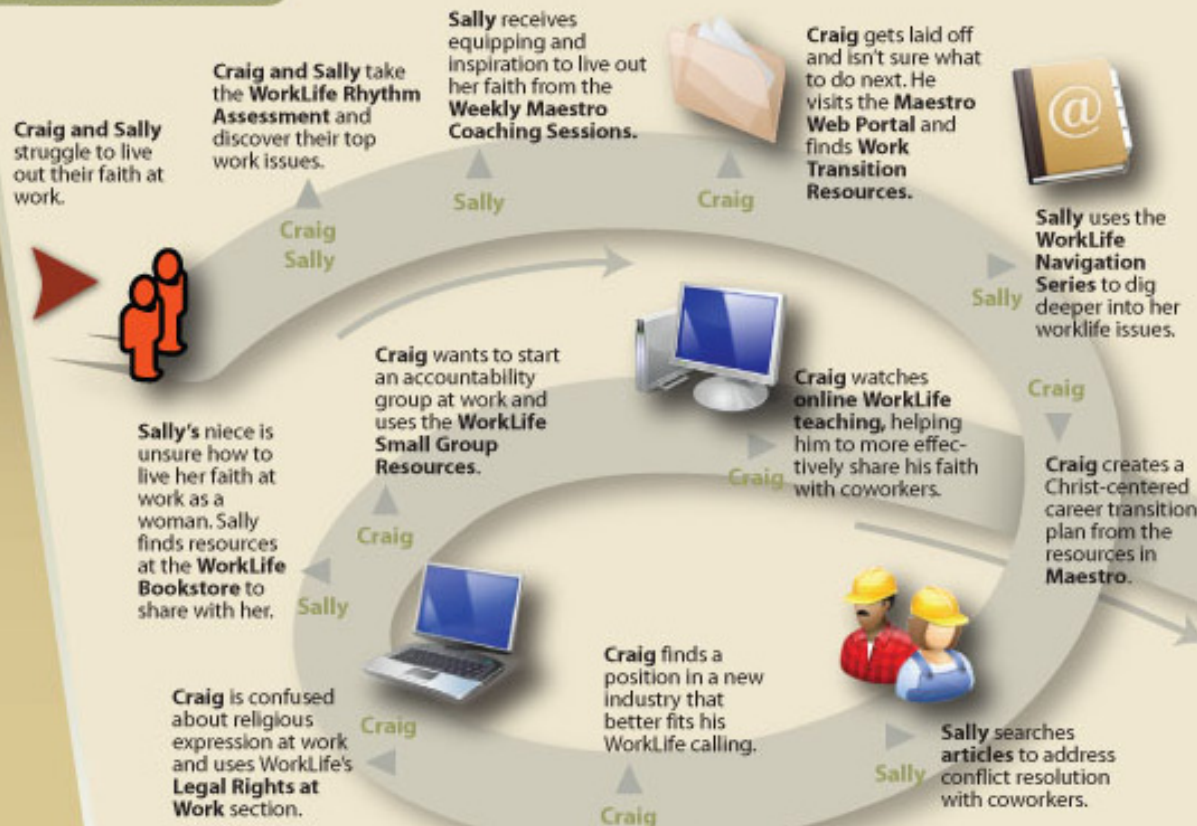 Craig and Sally
struggle to live
out their faith at
work.
Craig and Sally take
the WorkLife Rhythm
Assessment and
discover their top
work issues.
Craig
Sally
Sally receives
equipping and
inspiration to live out
her faith from the
Weekly Maestro
Coaching Sessions.
Sally
Craig gets laid off
and isn't sure what
to do next. He
visits the Maestro
Web Portal and
finds Work
Transition
Resources.
Craig
@
Sally uses the
WorkLife
Navigation
Series to dig
deeper into her
worklife issues.
Sally
Craig
Craig creates a
Christ-centered
career transition
plan from the
resources in
Maestro.
Sally searches
articles to address
conflict resolution
with coworkers.
Sally
Craig finds a
position in a new
industry that
better fits his
WorkLife calling.
Craig
Craig is confused
about religious
expression at work
and uses WorkLife's
Legal Rights at
Work section.
Craig
Sally's niece is
unsure how to
live her faith at
work as a
woman. Sally
finds resources
at the WorkLife
Bookstore to
share with her.
Sally
Craig wants to start
an accountability
group at work and
uses the WorkLife
Small Group
Resources.
Craig
Craig watches
online WorkLife
teaching, helping
him to more effec-
tively share his faith
with coworkers.
Craig